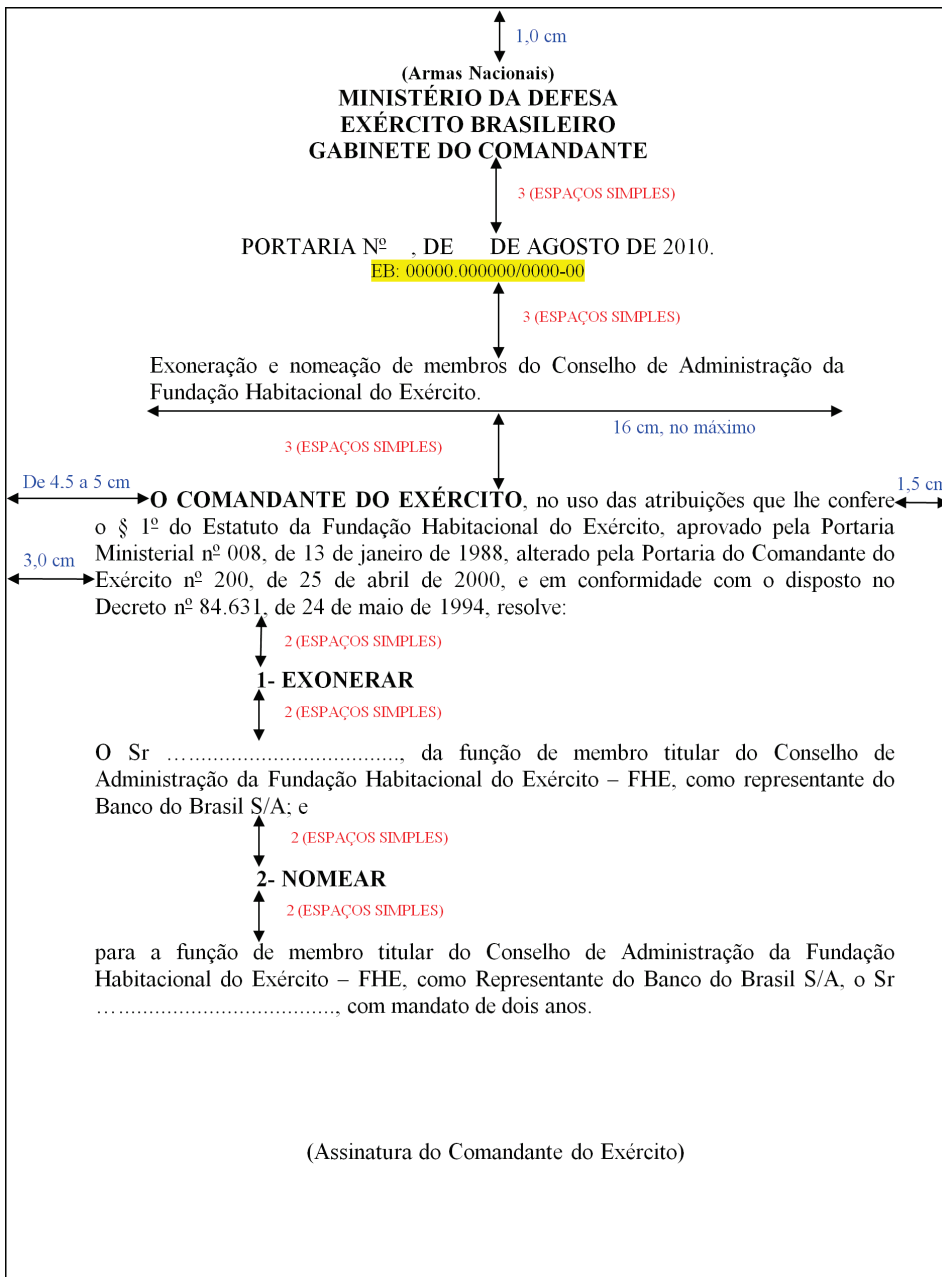 1,0 cm
(Armas Nacionais)
MINISTÉRIO DA DEFESA
EXÉRCITO BRASILEIRO
GABINETE DO COMANDANTE
3 (ESPAÇOS SIMPLES)
PORTARIA Nº , DE DE AGOSTO DE 2010.
EB: 00000.000000/0000-00
3 (ESPAÇOS SIMPLES)
Exoneração e nomeação de membros do Conselho de Administração da
Fundação Habitacional do Exército.
16 cm, no máximo
3 (ESPAÇOS SIMPLES)
De 4.5 a 5 cm
1,5 cm
O COMANDANTE DO EXÉRCITO, no uso das atribuições que lhe confere
o § 1º do Estatuto da Fundação Habitacional do Exército, aprovado pela Portaria
Ministerial nº 008, de 13 de janeiro de 1988, alterado pela Portaria do Comandante do
3,0 cm
Exército nº 200, de 25 de abril de 2000, e em conformidade com o disposto no
Decreto nº 84.631, de 24 de maio de 1994, resolve:
2 (ESPAÇOS SIMPLES)
1- EXONERAR
2 (ESPAÇOS SIMPLES)
O Sr …...................................., da função de membro titular do Conselho de
Administração da Fundação Habitacional do Exército – FHE, como representante do
Banco do Brasil S/A; e
2 (ESPAÇOS SIMPLES)
2- NOMEAR
2 (ESPAÇOS SIMPLES)
para a função de membro titular do Conselho de Administração da Fundação
Habitacional do Exército – FHE, como Representante do Banco do Brasil S/A, o Sr
…...................................., com mandato de dois anos.
(Assinatura do Comandante do Exército)